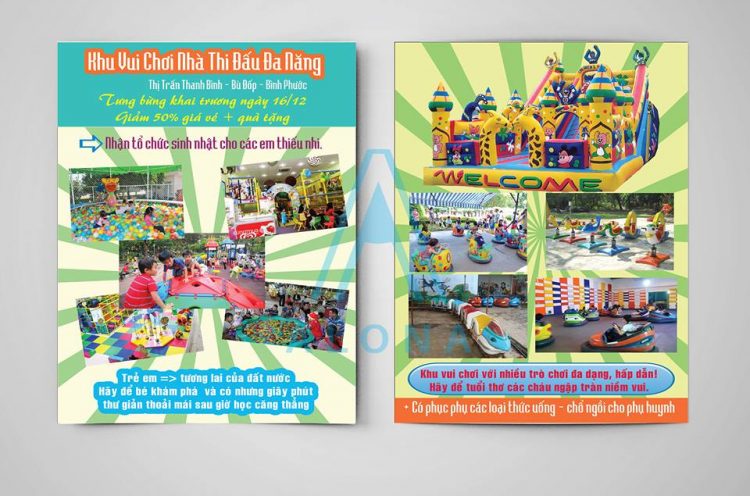 Khu Vui Chơi Nhà Thi Đấu Đa Năng
Thị Trấn Thanh Bình - Bù Đốp - Bình Phước
Tưng bừng khai trương ngày 16/12
Giảm 50% giá vé + quà tặng
Nhận tổ chức sinh nhật cho các em thiếu nhi.
Trẻ em => tương lai của đất nước
Hãy để bé khám phá và có nhưng giây phút
thư giản thoải mái sau giờ học căng thẳng
WELCOME
Khu vui chơi với nhiều trò chơi đa dạng, hấp dẫn!
Hãy để tuổi thơ các cháu ngập tràn niềm vui.
+ Có phục phụ các loại thức uống - chổ ngồi cho phụ huynh
ALONA